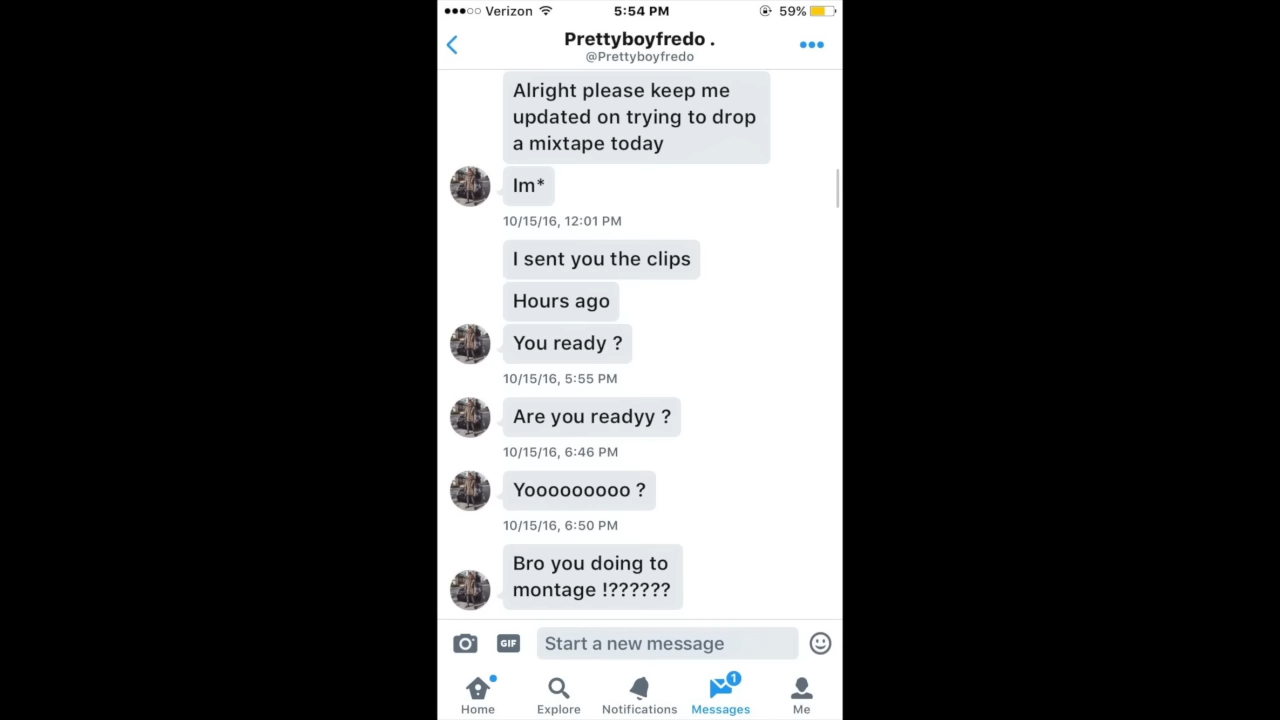 Verizon 5:54 PM 59%
Prettyboyfredo .
@Prettyboyfredo
Alright please keep me
updated on trying to drop
a mixtape today
Im*
10/15/16, 12:01 PM
I sent you the clips
Hours ago
You ready ?
10/15/16, 5:55 PM
Are you readyy ?
10/15/16, 6:46 PM
Yooooooooo ?
10/15/16, 6:50 PM
Bro you doing to
montage !??????
GIF Start a new message
1
Home Explore Notifications Messages Me